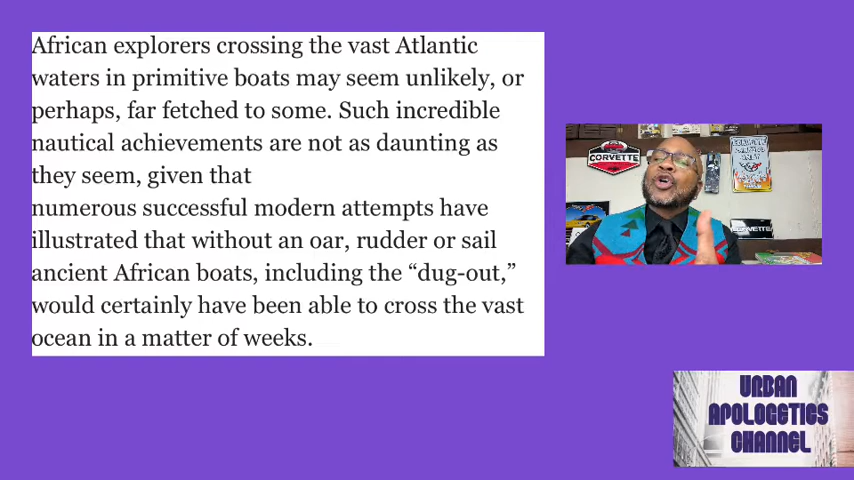 African explorers crossing the vast Atlantic
waters in primitive boats may seem unlikely, or
perhaps, far fetched to some. Such incredible
nautical achievements are not as daunting as
they seem, given that
numerous successful modern attempts have
illustrated that without an oar, rudder or sail
ancient African boats, including the “dug-out,”
would certainly have been able to cross the vast
ocean in a matter of weeks.
CORVETTE
URBAN
APOLOGETICS
CHANNEL